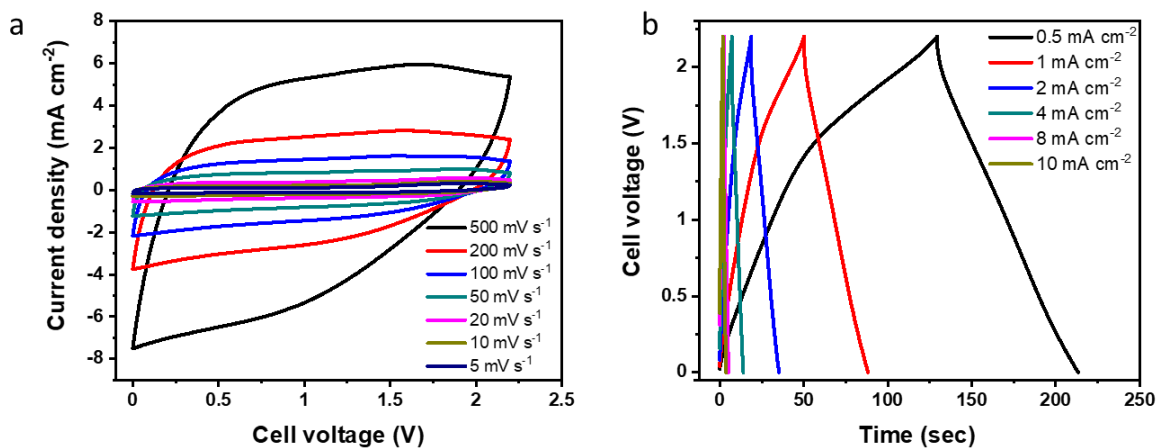 a
Current density (mA cm⁻²)
8
6
4
2
0
-2
-4
-6
-8
500 mV s⁻¹
200 mV s⁻¹
100 mV s⁻¹
50 mV s⁻¹
20 mV s⁻¹
10 mV s⁻¹
5 mV s⁻¹
0 0.5 1 1.5 2 2.5
Cell voltage (V)
b
Cell voltage (V)
2
1.5
1
0.5
0
0.5 mA cm⁻²
1 mA cm⁻²
2 mA cm⁻²
4 mA cm⁻²
8 mA cm⁻²
10 mA cm⁻²
0 50 100 150 200 250
Time (sec)